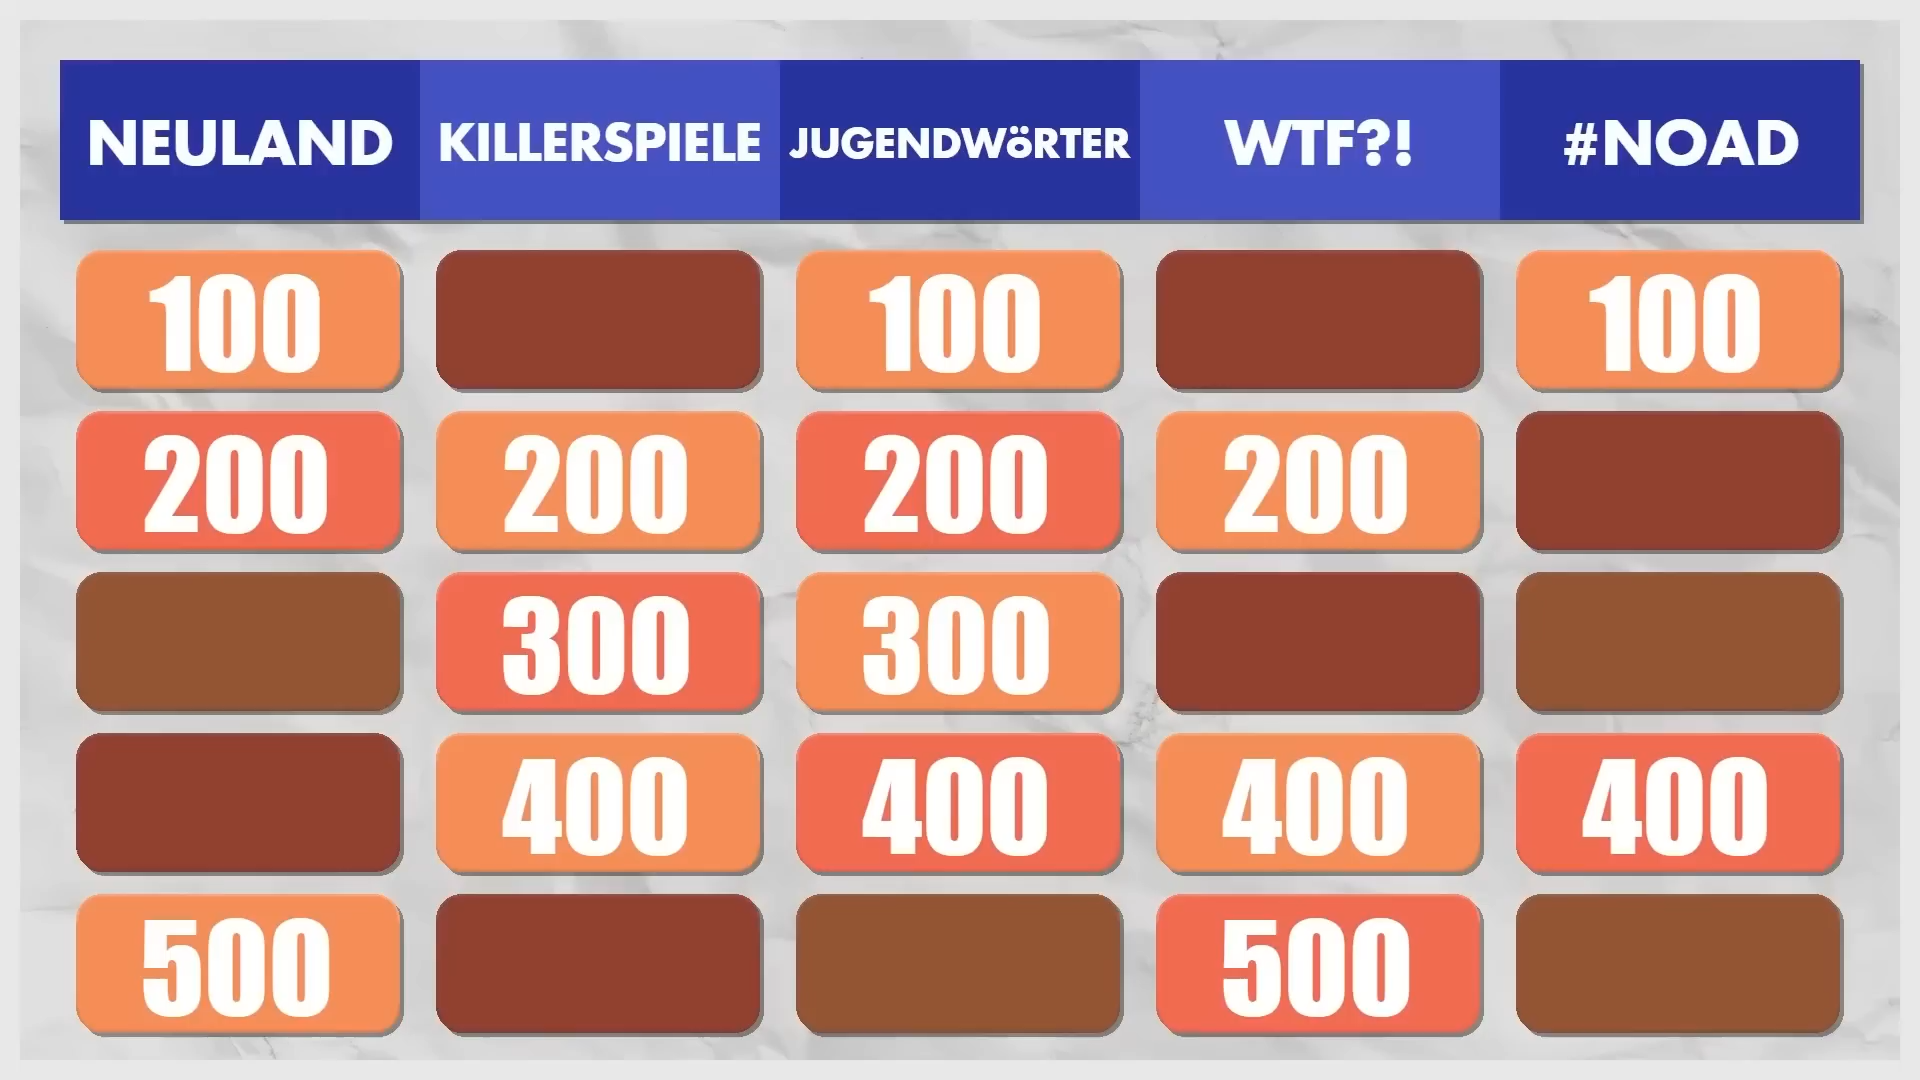 NEULAND KILLERSPIELE JUGENDWöRTER WTF?! #NOAD
100 100 100
200 200 200 200
300 300
400 400 400 400
500 500